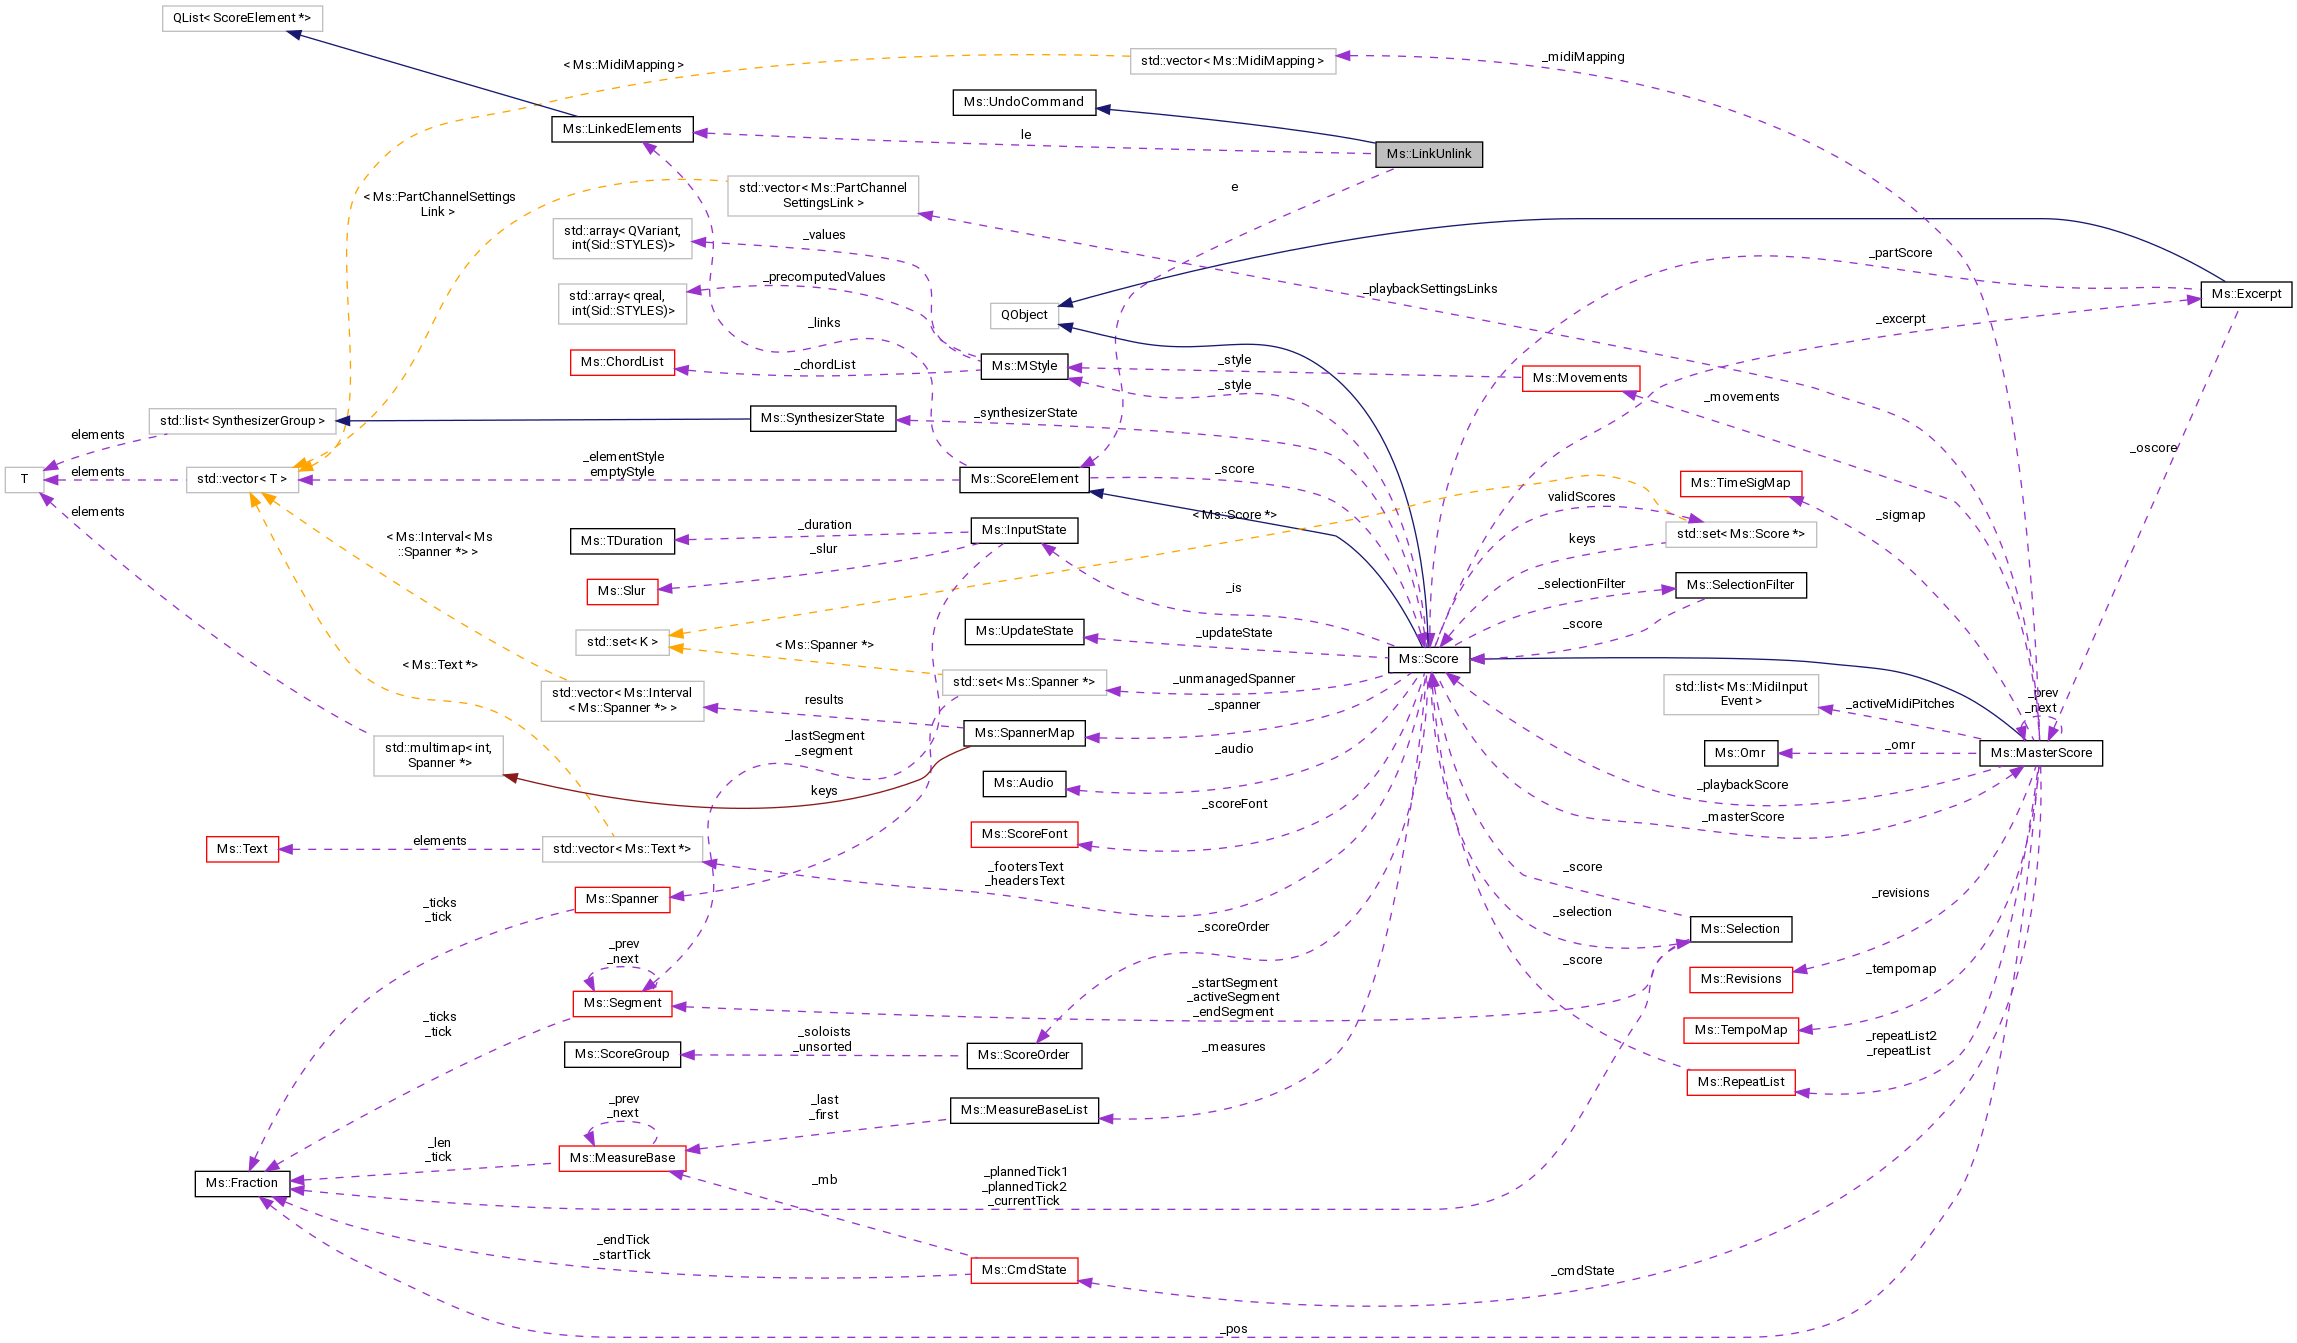 QList< ScoreElement *>
< Ms::MidiMapping >
std::vector< Ms::MidiMapping >
_midiMapping
Ms::UndoCommand
Ms::LinkedElements
le
Ms::LinkUnlink
< Ms::PartChannelSettings
Link >
std::vector< Ms::PartChannel
SettingsLink >
e
std::array< QVariant,
int(Sid::STYLES)>
_values
_partScore
_precomputedValues
std::array< qreal,
int(Sid::STYLES)>
_playbackSettingsLinks
Ms::Excerpt
QObject
_links
_excerpt
Ms::ChordList
_chordList
Ms::MStyle
_style
_style
Ms::Movements
_movements
std::list< SynthesizerGroup >
Ms::SynthesizerState
_synthesizerState
elements
_oscore
T
elements
std::vector< T >
_elementStyle
emptyStyle
Ms::ScoreElement
_score
Ms::TimeSigMap
validScores
elements
< Ms::Score *>
_sigmap
Ms::TDuration
_duration
Ms::InputState
keys
std::set< Ms::Score *>
< Ms::Interval< Ms
::Spanner *> >
_slur
Ms::Slur
_is
_selectionFilter
Ms::SelectionFilter
std::set< K >
Ms::UpdateState
_updateState
_score
< Ms::Spanner *>
Ms::Score
< Ms::Text *>
std::vector< Ms::Interval
< Ms::Spanner *> >
std::set< Ms::Spanner *>
_unmanagedSpanner
std::list< Ms::MidiInput
Event >
_activeMidiPitches
_prev
_next
results
_spanner
Ms::SpannerMap
_lastSegment
_segment
std::multimap< int,
Spanner *>
_audio
Ms::Omr
_omr
Ms::MasterScore
keys
Ms::Audio
_playbackScore
_scoreFont
_masterScore
Ms::Text
elements
std::vector< Ms::Text *>
Ms::ScoreFont
_footersText
_headersText
_score
_ticks
_tick
Ms::Spanner
_revisions
_scoreOrder
_selection
Ms::Selection
_prev
_next
_score
_tempomap
Ms::Revisions
Ms::Segment
_startSegment
_activeSegment
_endSegment
_ticks
_tick
Ms::TempoMap
_soloists
_unsorted
Ms::ScoreGroup
Ms::ScoreOrder
_measures
_repeatList2
_repeatList
Ms::RepeatList
_prev
_next
_last
_first
Ms::MeasureBaseList
_len
_tick
Ms::MeasureBase
Ms::Fraction
_mb
_plannedTick1
_plannedTick2
_currentTick
_endTick
_startTick
Ms::CmdState
_cmdState
_pos